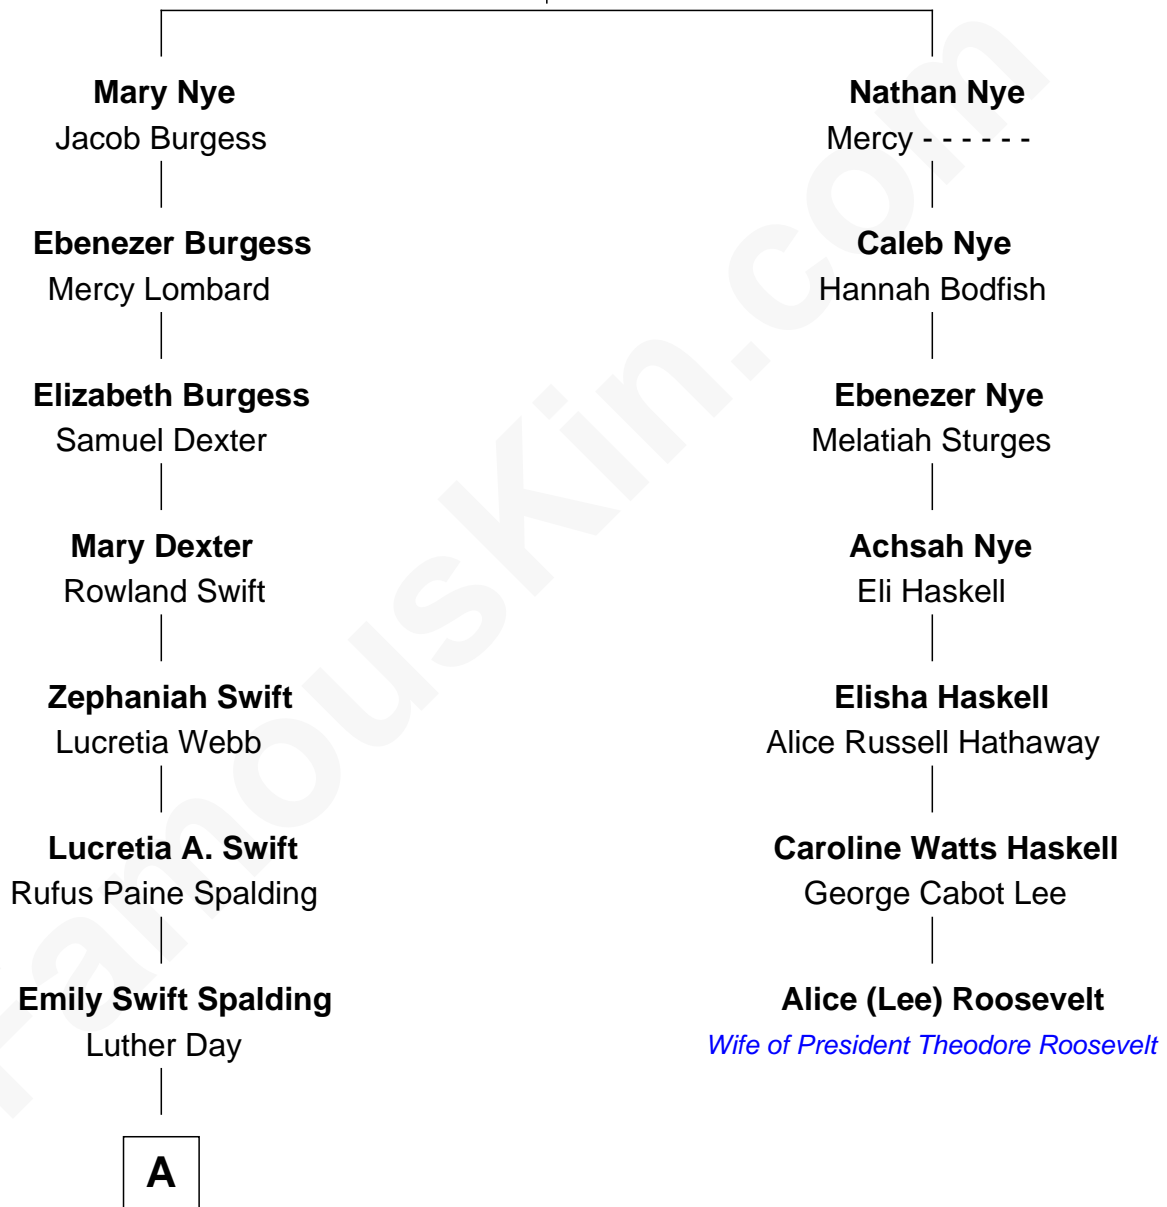 Mary Nye
Jacob Burgess
Ebenezer Burgess
Mercy Lombard
Elizabeth Burgess
Samuel Dexter
Mary Dexter
Rowland Swift
Zephaniah Swift
Lucretia Webb
Lucretia A. Swift
Rufus Paine Spalding
Emily Swift Spalding
Luther Day
A
Nathan Nye
Mercy - - - - - -
Caleb Nye
Hannah Bodfish
Ebenezer Nye
Melatiah Sturges
Achsah Nye
Eli Haskell
Elisha Haskell
Alice Russell Hathaway
Caroline Watts Haskell
George Cabot Lee
Alice (Lee) Roosevelt
Wife of President Theodore Roosevelt
FamousKin.com